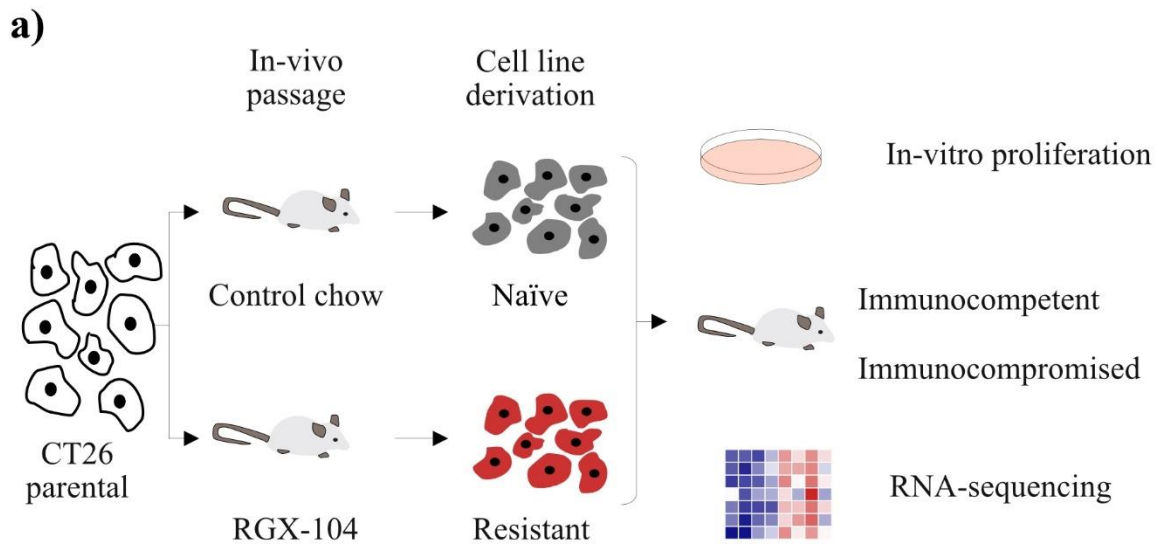 a)
In-vivo
passage
Cell line
derivation
In-vitro proliferation
Control chow
Naïve
Immunocompetent
Immunocompromised
CT26
parental
RGX-104
Resistant
RNA-sequencing